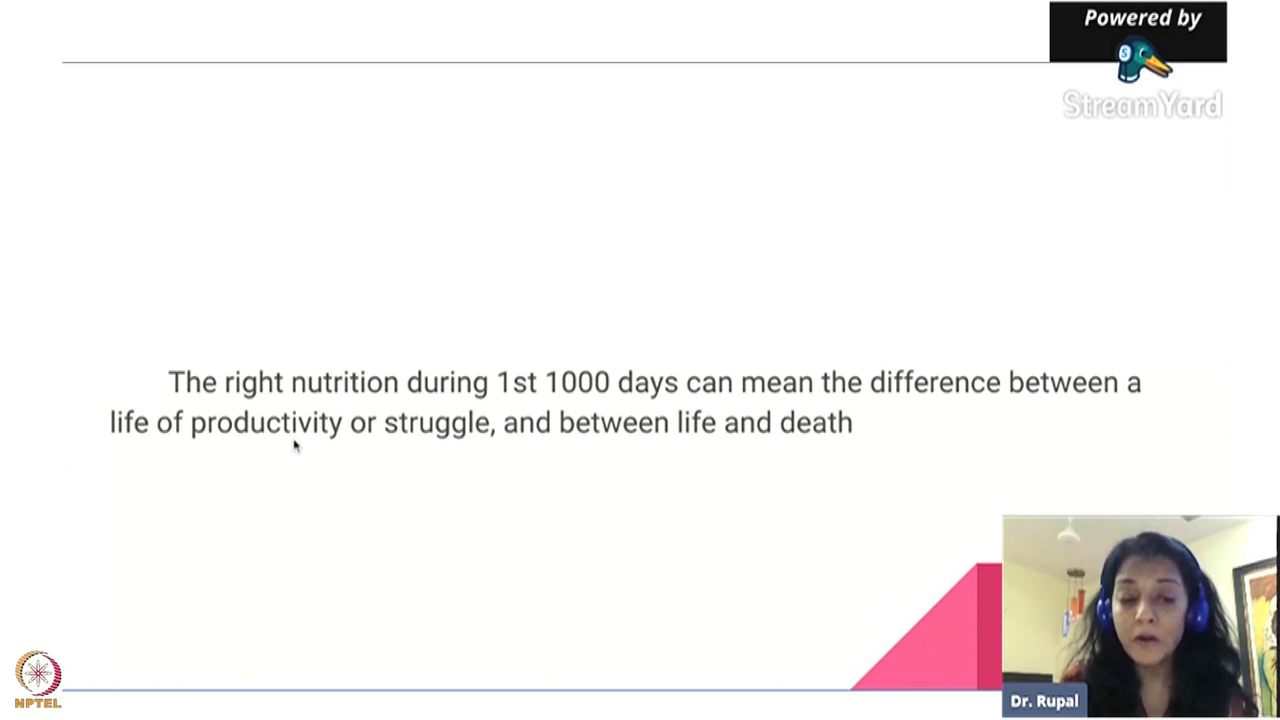 Powered by
StreamYard
The right nutrition during 1st 1000 days can mean the difference between a
life of productivity or struggle, and between life and death
Dr. Rupal
NPTEL